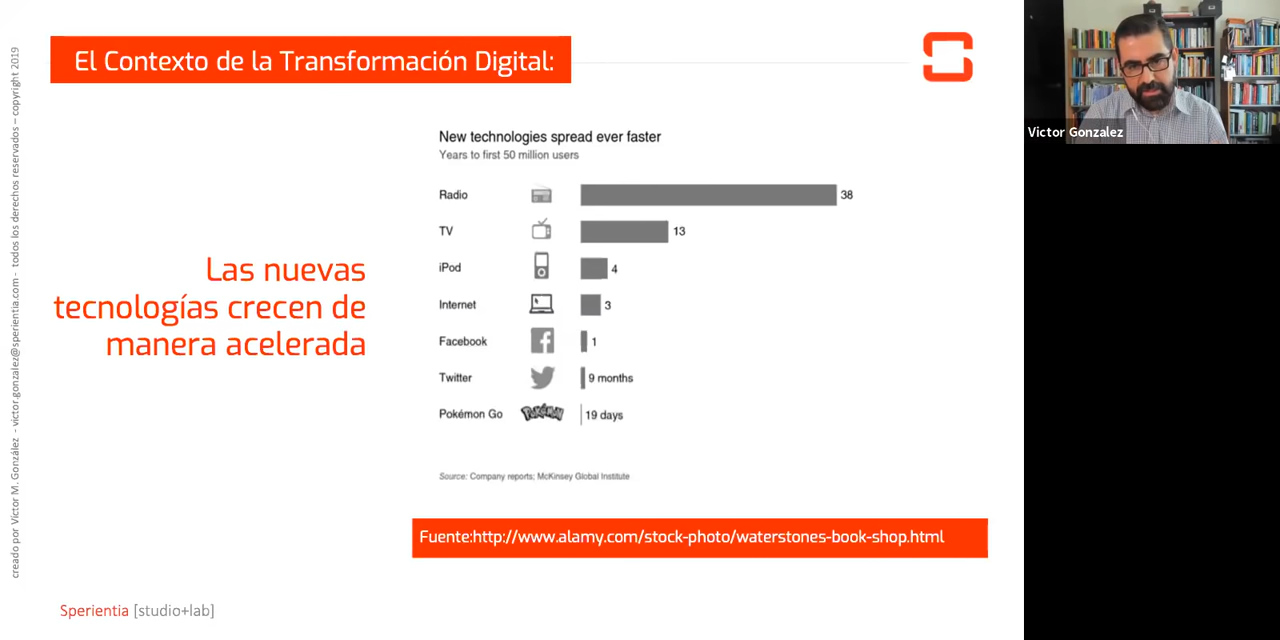 El Contexto de la Transformación Digital:
Victor Gonzalez
creado por Víctor M. González - victor.gonzalez@sperientia.com - todos los derechos reservados – copyright 2019
Las nuevas
tecnologías crecen de
manera acelerada
New technologies spread ever faster
Years to first 50 million users
Radio 38
TV 13
iPod 4
Internet 3
Facebook 1
Twitter 9 months
Pokémon Go POKÉMON 19 days
Source: Company reports; McKinsey Global Institute
Fuente:http://www.alamy.com/stock-photo/waterstones-book-shop.html
Sperientia [studio+lab]